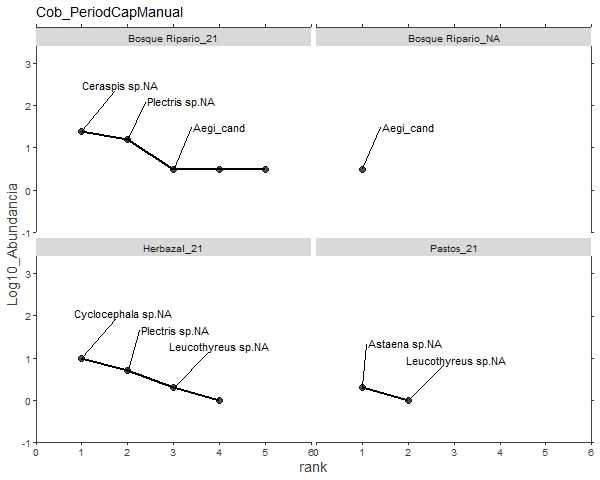 Cob_PeriodCapManual
Bosque Ripario_21
Bosque Ripario_NA
3
2
1
0
-1
Ceraspis sp.NA
Plectris sp.NA
Aegi_cand
Aegi_cand
Log10_Abundancia
Herbazal_21
Pastos_21
3
2
1
0
-1
Cyclocephala sp.NA
Plectris sp.NA
Leucothyreus sp.NA
Astaena sp.NA
Leucothyreus sp.NA
0 1 2 3 4 5 6
0 1 2 3 4 5 6
rank